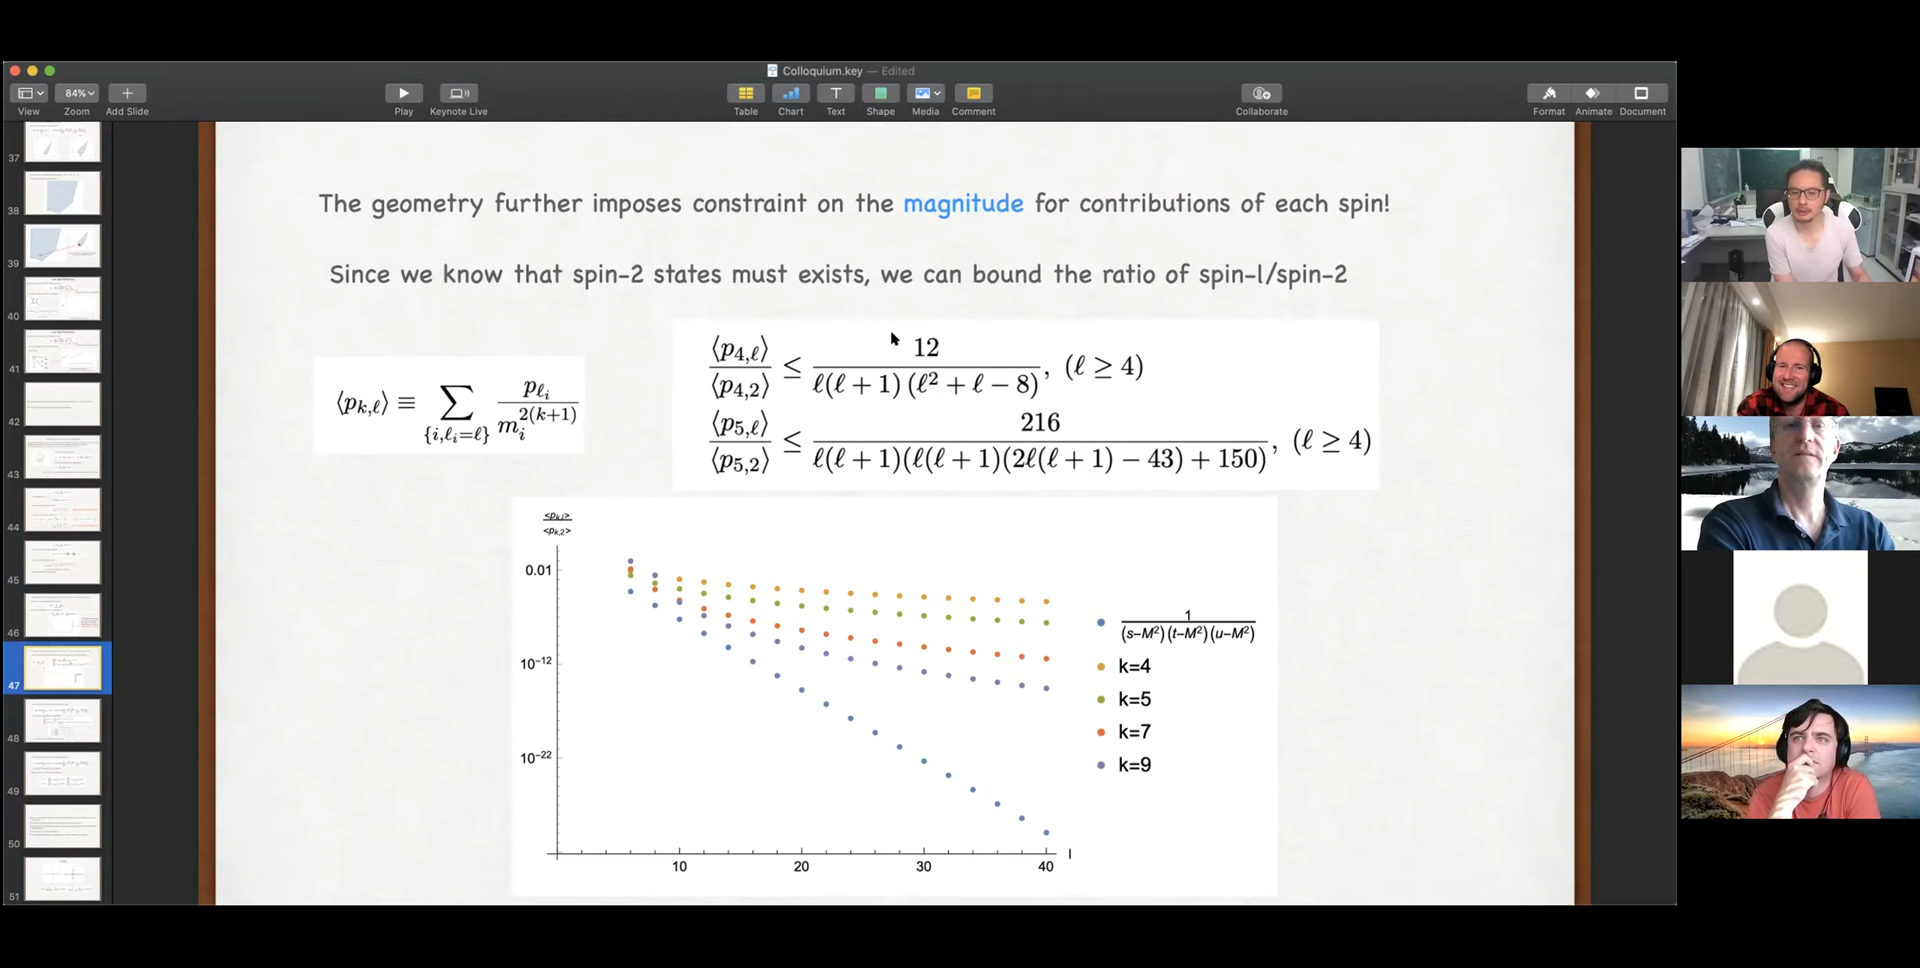 Colloquium.key — Edited
84%
View
Zoom
Add Slide
Play
Keynote Live
Table
Chart
Text
Shape
Media
Comment
Collaborate
Format
Animate
Document
37
38
39
40
41
42
43
44
45
46
47
48
49
50
51
The geometry further imposes constraint on the magnitude for contributions of each spin!
Since we know that spin-2 states must exists, we can bound the ratio of spin-l/spin-2
⟨p_{k,ℓ}⟩ ≡ ∑_{{i,ℓ_i=ℓ}} p_{ℓ_i} / m_i^{2(k+1)}
⟨p_{4,ℓ}⟩/⟨p_{4,2}⟩ ≤ 12/(ℓ(ℓ + 1)(ℓ² + ℓ − 8)), (ℓ ≥ 4)
⟨p_{5,ℓ}⟩/⟨p_{5,2}⟩ ≤ 216/(ℓ(ℓ + 1)(ℓ(ℓ + 1)(2ℓ(ℓ + 1) − 43) + 150)), (ℓ ≥ 4)
<p_{k,l}>/<p_{k,2}>
0.01
10^{-12}
10^{-22}
10
20
30
40
l
1/((s-M²)(t-M²)(u-M²))
k=4
k=5
k=7
k=9